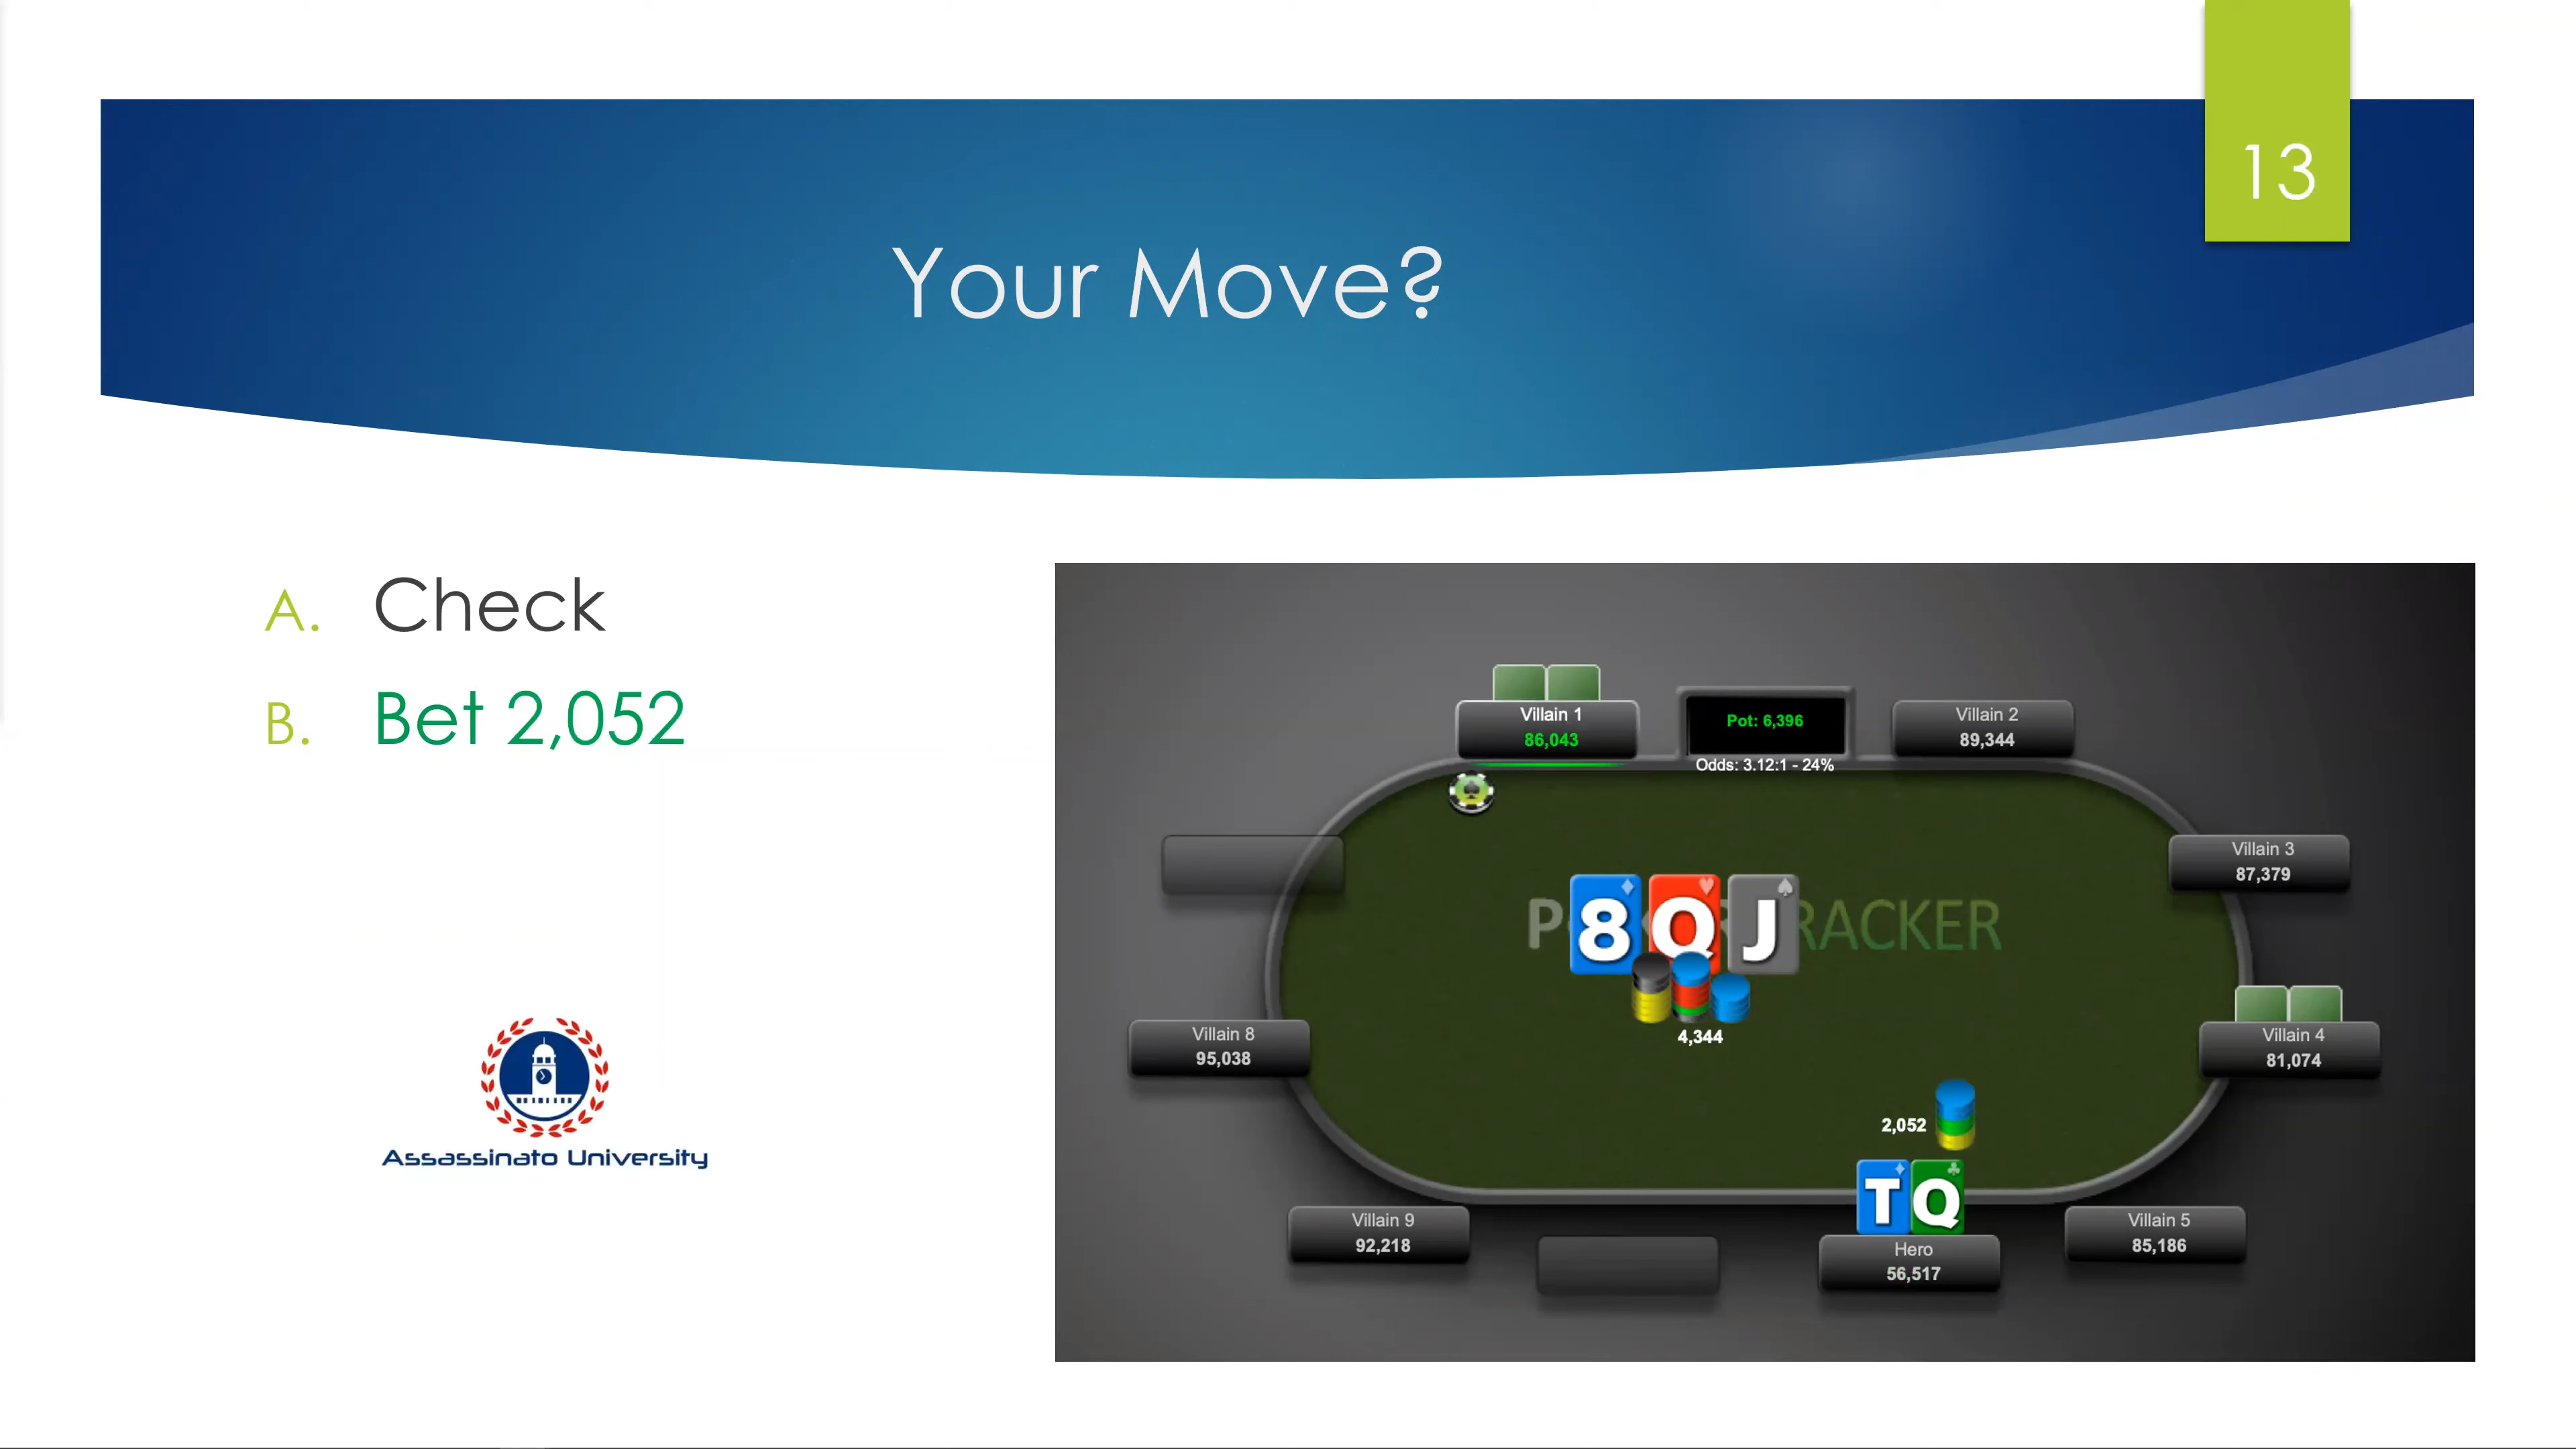 13
Your Move?
A. Check
B. Bet 2,052
Villain 1
86,043
Pot: 6,396
Odds: 3.12:1 - 24%
Villain 2
89,344
Villain 3
87,379
8 Q J
RACKER
4,344
Villain 8
95,038
Villain 4
81,074
2,052
T Q
Villain 9
92,218
Hero
56,517
Villain 5
85,186
Assassinato University